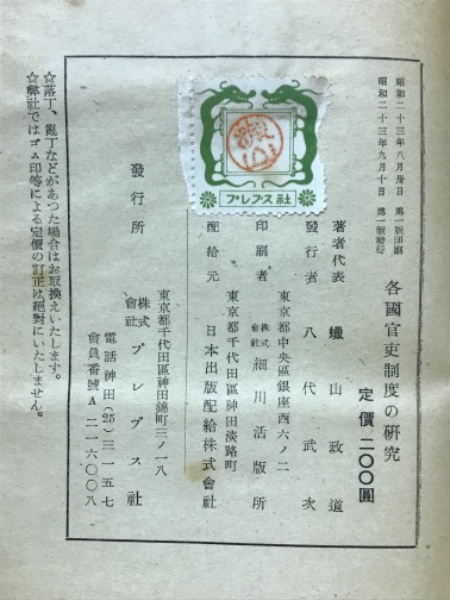 昭和二十三年八月卅日 第一版印刷
昭和二十三年九月十日 第一版發行
各國官吏制度の研究
定價二〇〇圓
著者代表 蠟山政道
發行者 八代武次
東京都中央區銀座西六ノ二
印刷者 株式會社 細川活版所
東京都千代田區神田淡路町
配給元 日本出版配給株式會社
東京都千代田區神田錦町三ノ一八
發行所 株式會社 プレブス社
電話神田(25)三一五七
會員番號A二一六〇〇八
プレブス社
☆落丁、亂丁などがあつた場合はお取換えいたします。
☆弊社ではゴム印等による定價の訂正は絕對にいたしません。